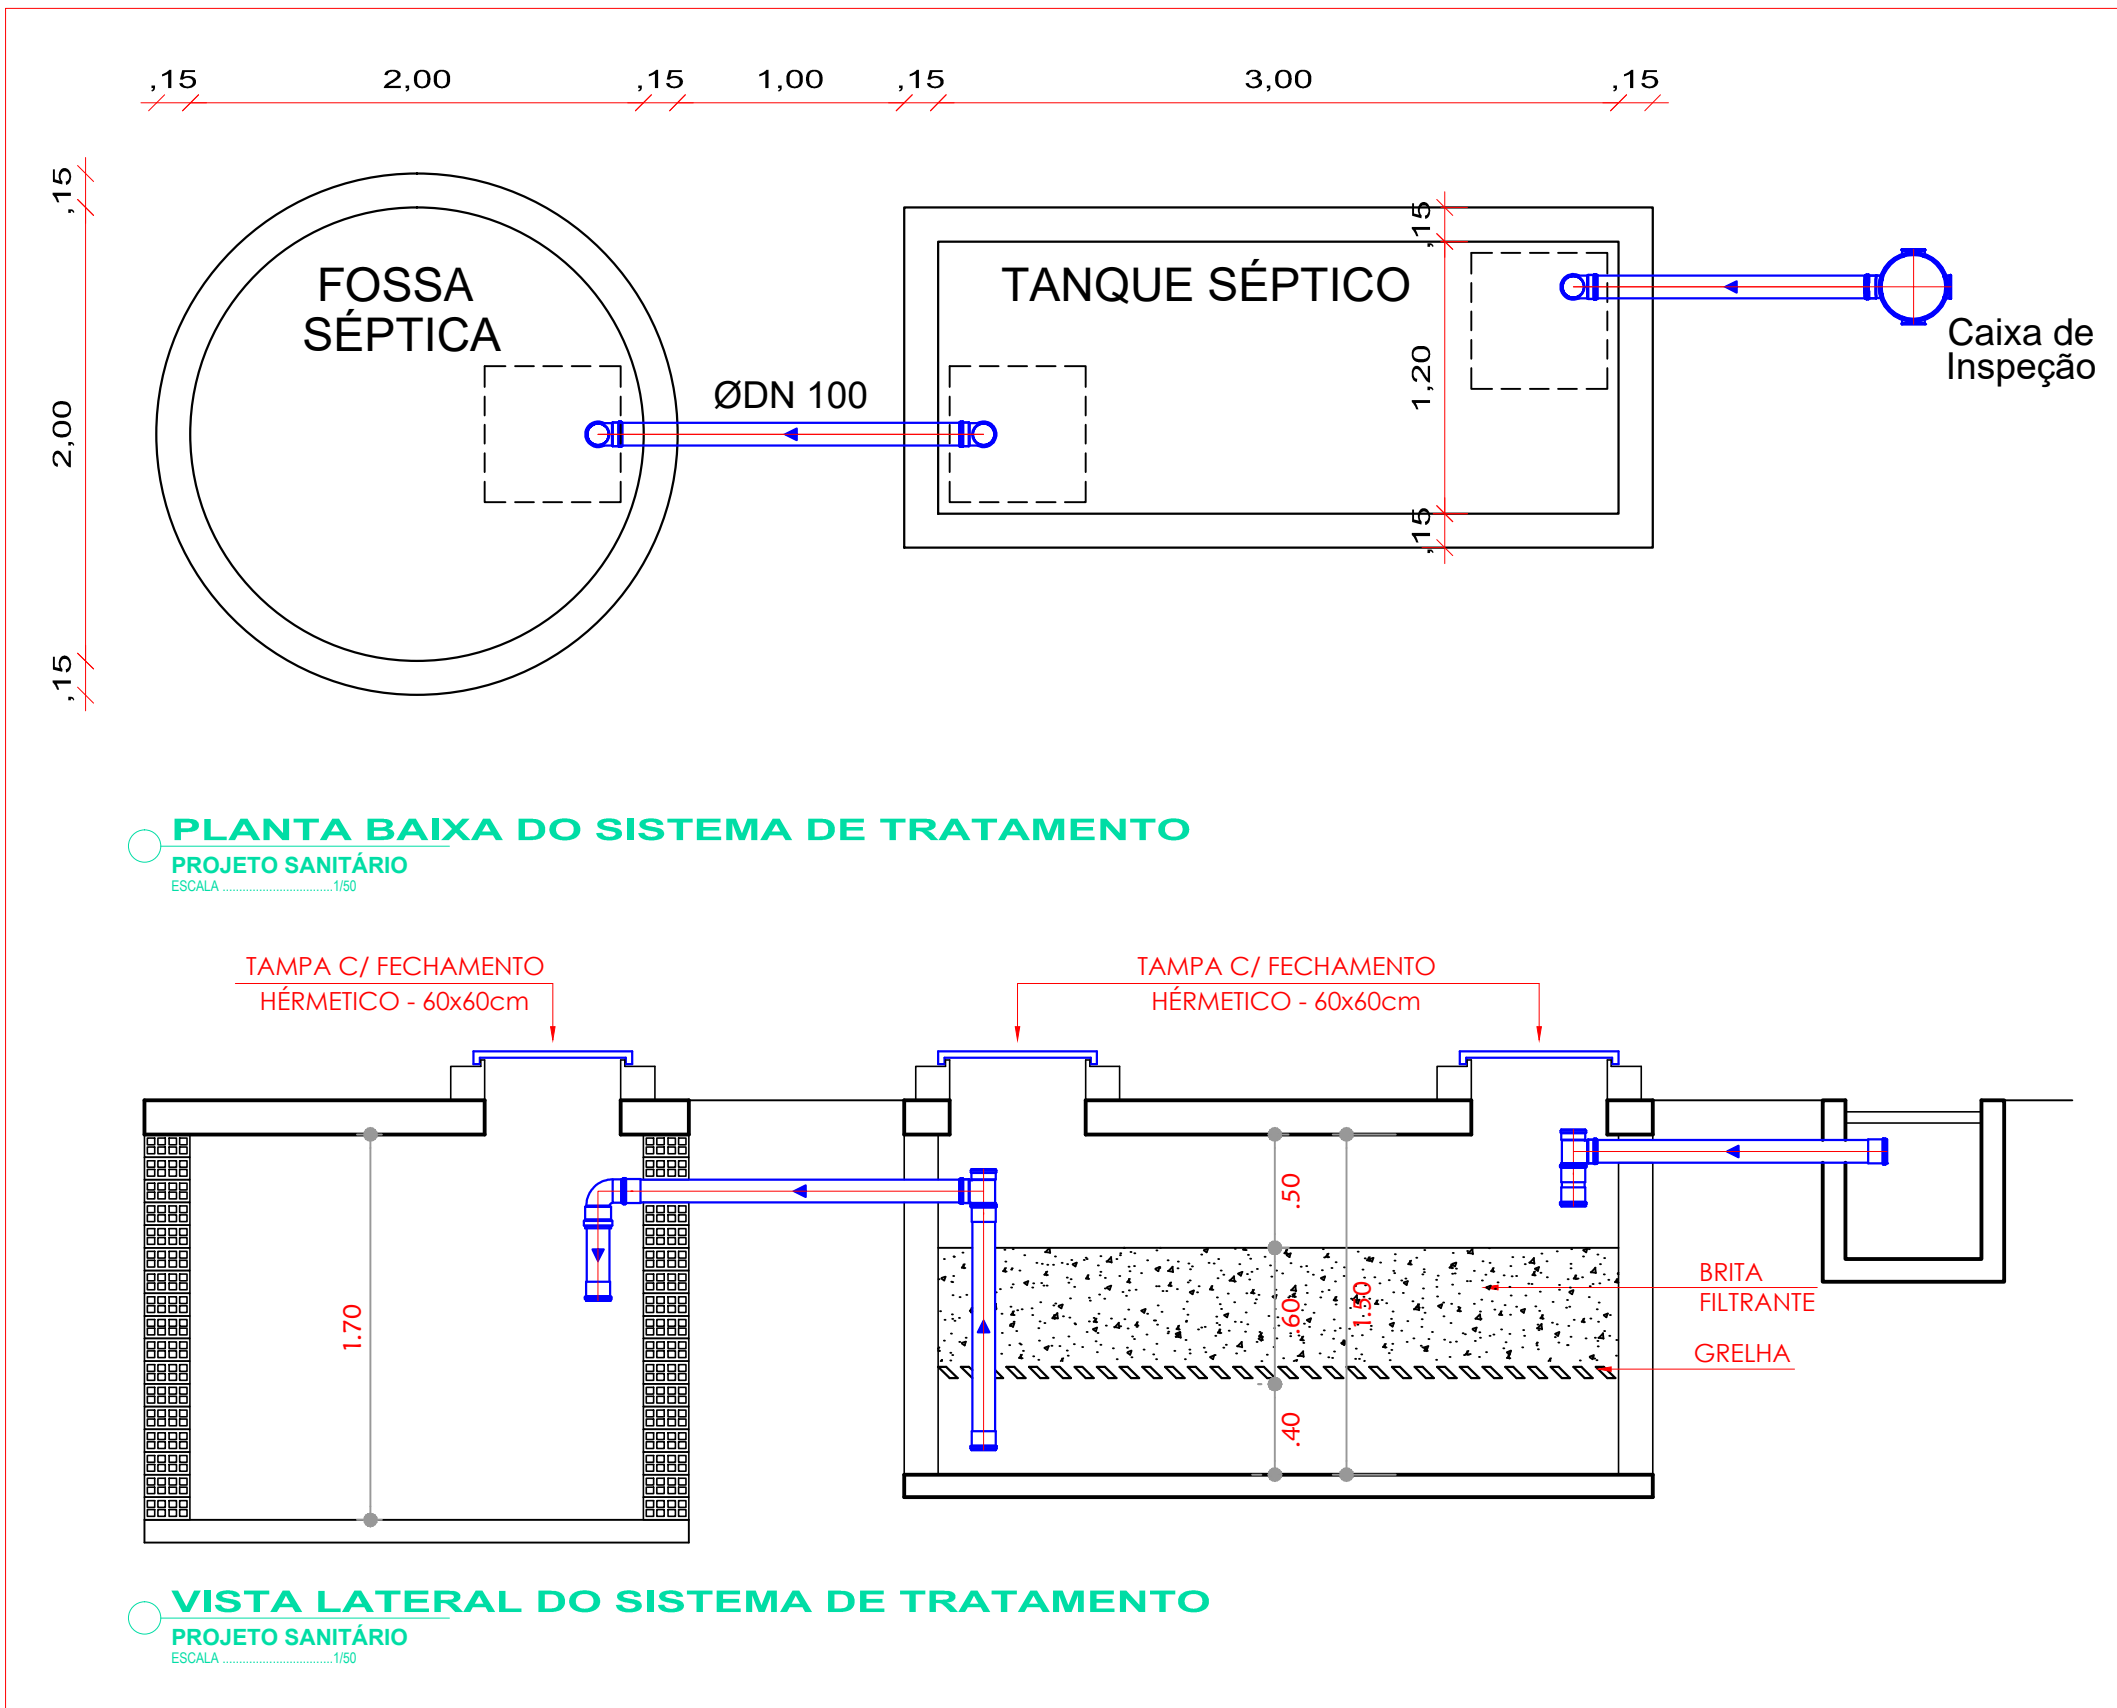 ,15 2,00 ,15 1,00 ,15 3,00 ,15
,15
2,00
,15
FOSSA
SÉPTICA
ØDN 100
TANQUE SÉPTICO
,15
1,20
,15
Caixa de
Inspeção
PLANTA BAIXA DO SISTEMA DE TRATAMENTO
PROJETO SANITÁRIO
ESCALA .................................1/50
TAMPA C/ FECHAMENTO
HÉRMETICO - 60x60cm
TAMPA C/ FECHAMENTO
HÉRMETICO - 60x60cm
1.70
.50
.60
1.50
.40
BRITA
FILTRANTE
GRELHA
VISTA LATERAL DO SISTEMA DE TRATAMENTO
PROJETO SANITÁRIO
ESCALA .................................1/50